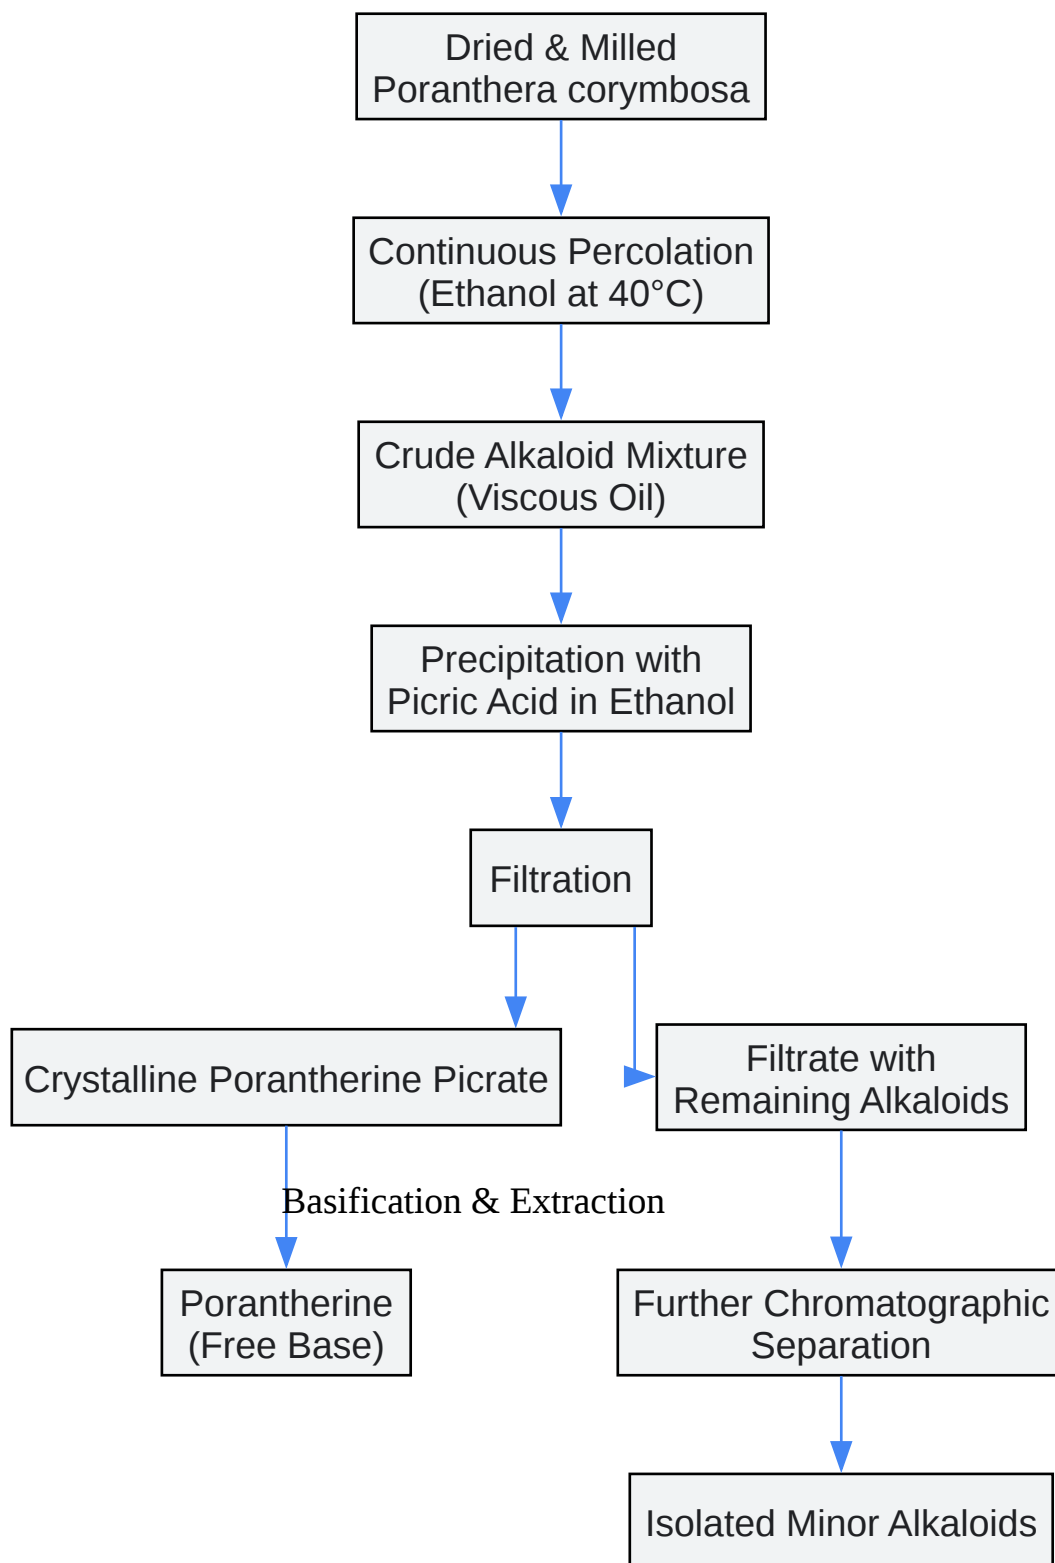 Dried & Milled
Poranthera corymbosa
Continuous Percolation
(Ethanol at 40°C)
Crude Alkaloid Mixture
(Viscous Oil)
Precipitation with
Picric Acid in Ethanol
Filtration
Crystalline Porantherine Picrate
Filtrate with
Remaining Alkaloids
Basification & Extraction
Porantherine
(Free Base)
Further Chromatographic
Separation
Isolated Minor Alkaloids